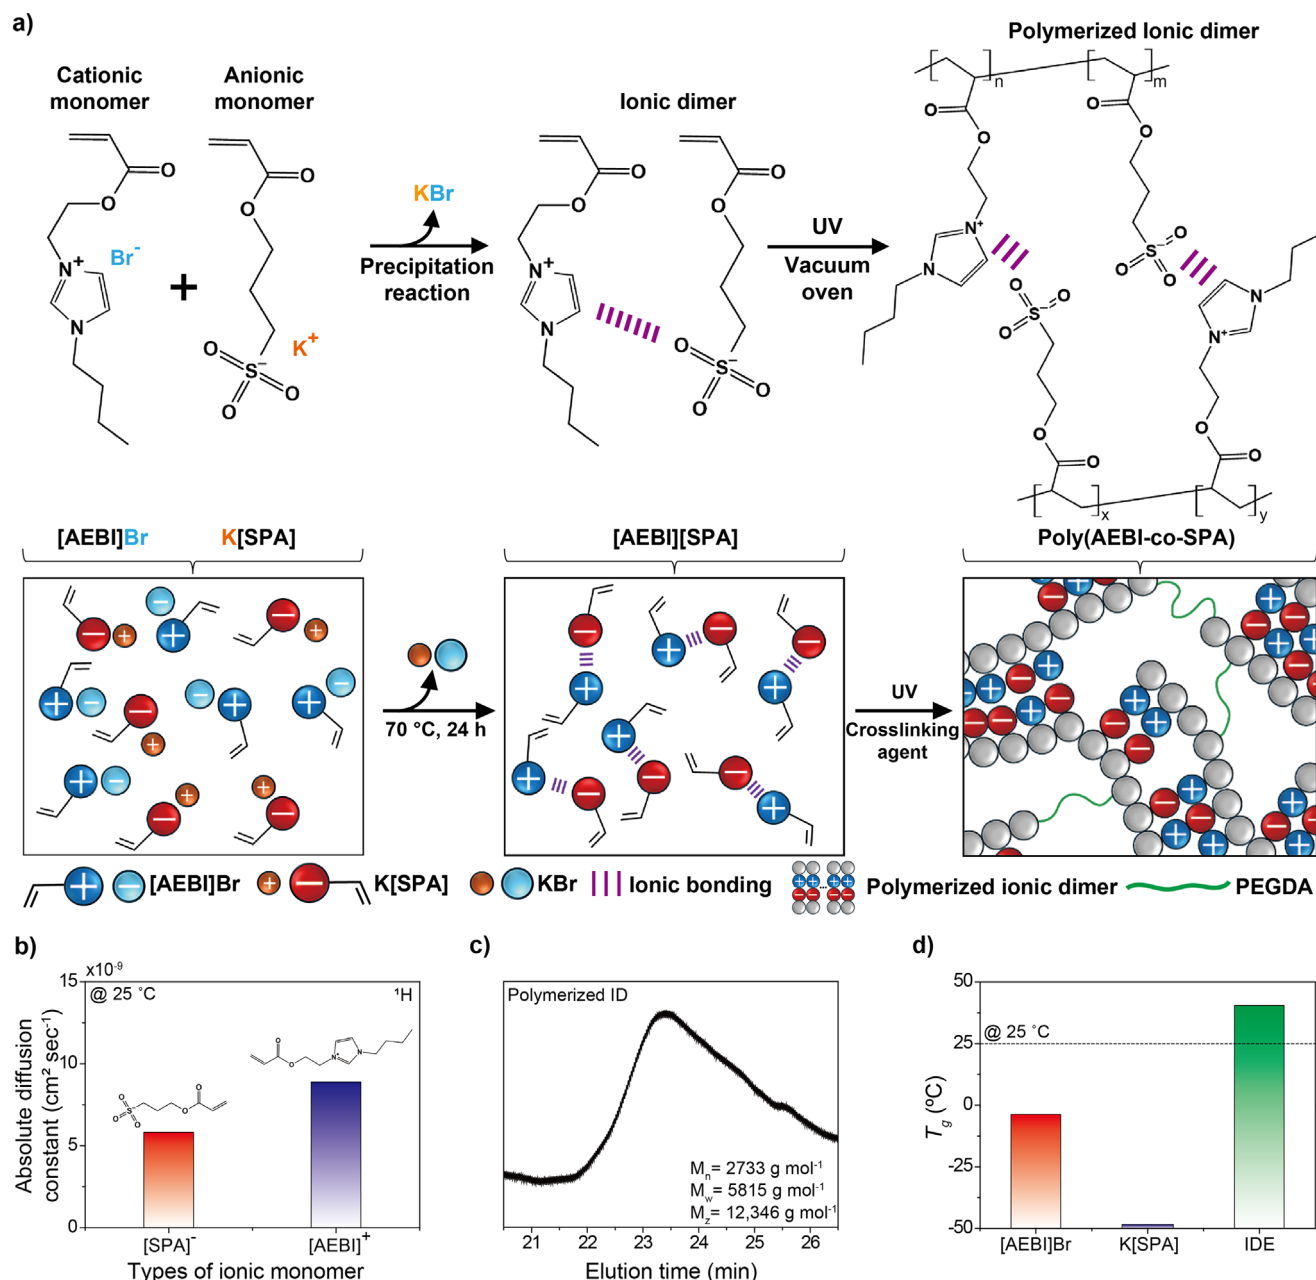 a)
Cationic
monomer
Anionic
monomer
Ionic dimer
Polymerized Ionic dimer
O
O
N+
N
Br-
+
O
O
O
S-
O
O
K+
KBr
Precipitation
reaction
O
O
N+
N
O
O
O
S-
O
O
UV
Vacuum
oven
n
m
O
O
O
O
N+
N
S-
O
O
O
S-
O
O
O
N
N+
O
O
O
O
x
y
[AEBI]Br
K[SPA]
[AEBI][SPA]
Poly(AEBI-co-SPA)
70 °C, 24 h
UV
Crosslinking
agent
[AEBI]Br
K[SPA]
KBr
Ionic bonding
Polymerized ionic dimer
PEGDA
b)
x10-9
@ 25 ˚C
¹H
15
10
5
0
Absolute diffusion
constant (cm² sec-1)
[SPA]-
[AEBI]+
Types of ionic monomer
c)
Polymerized ID
Mn= 2733 g mol-1
Mw= 5815 g mol-1
Mz= 12,346 g mol-1
21
22
23
24
25
26
Elution time (min)
d)
50
25
0
-25
-50
@ 25 °C
Tg (ºC)
[AEBI]Br
K[SPA]
IDE